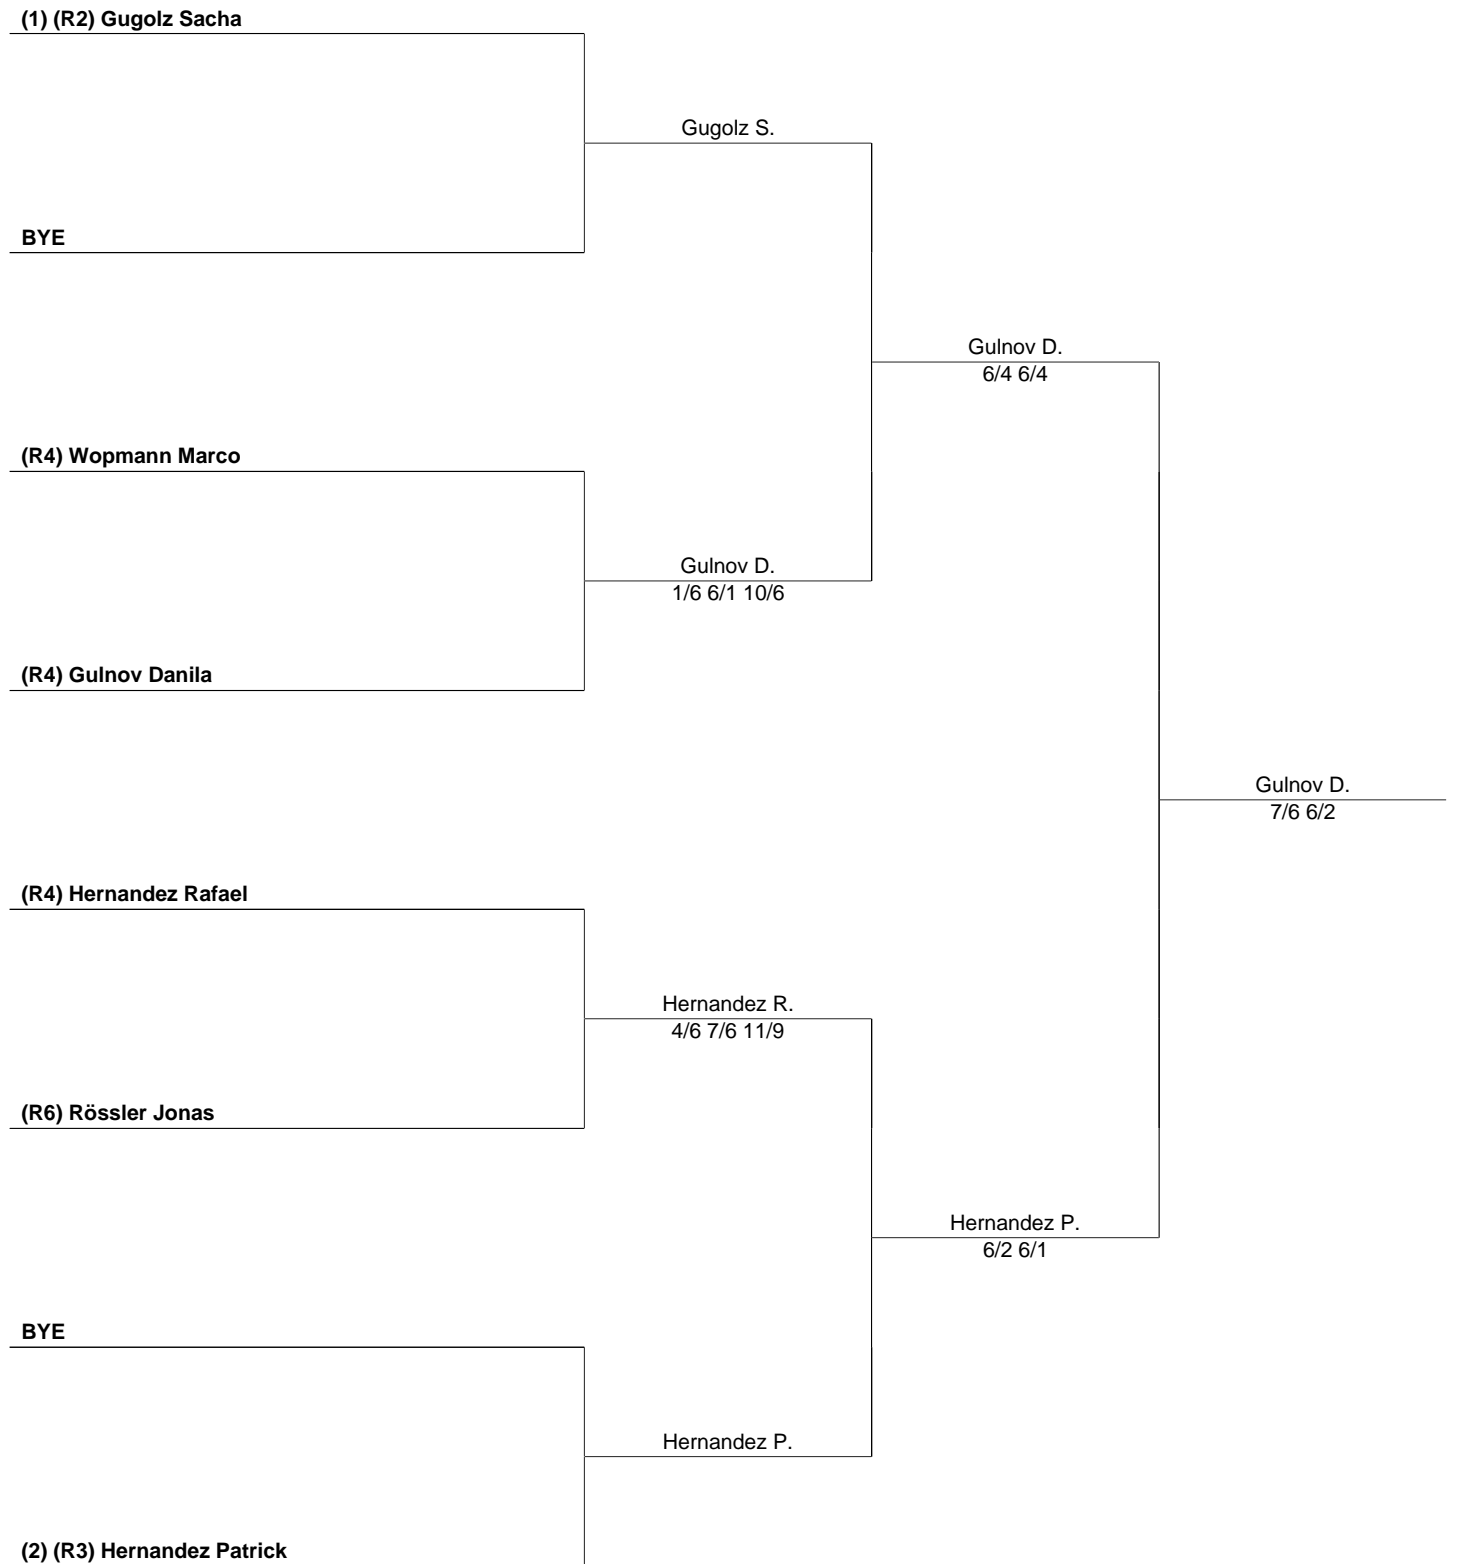 (1) (R2) Gugolz Sacha
Gugolz S.
BYE
Gulnov D.
6/4 6/4
(R4) Wopmann Marco
Gulnov D.
1/6 6/1 10/6
(R4) Gulnov Danila
Gulnov D.
7/6 6/2
(R4) Hernandez Rafael
Hernandez R.
4/6 7/6 11/9
(R6) Rössler Jonas
Hernandez P.
6/2 6/1
BYE
Hernandez P.
(2) (R3) Hernandez Patrick